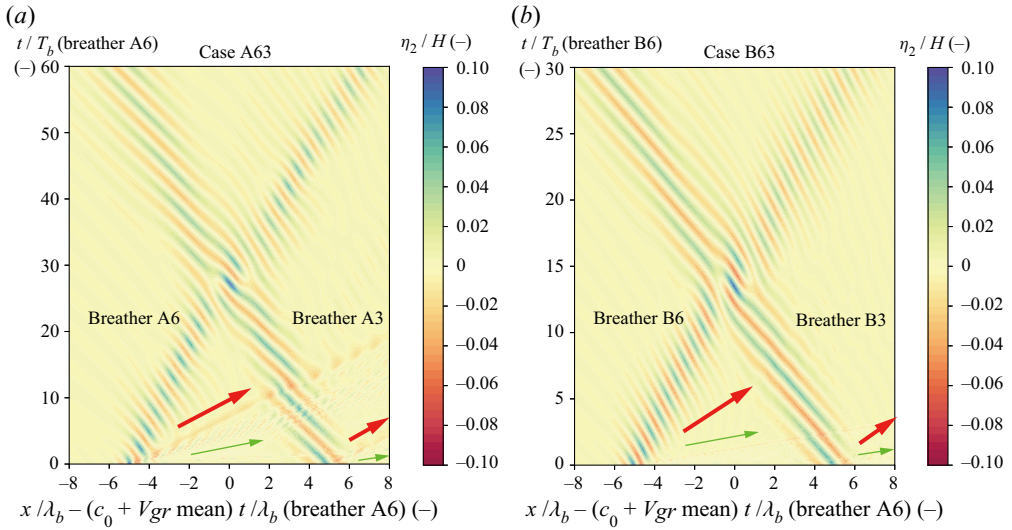 (a)
t / T_b (breather A6)
(–)
Case A63
η_2 / H (–)
60
50
40
30
20
10
0
–8 –6 –4 –2 0 2 4 6 8
Breather A6
Breather A3
0.10
0.08
0.06
0.04
0.02
0
–0.02
–0.04
–0.06
–0.08
–0.10
x /λ_b – (c_0 + Vgr mean) t /λ_b (breather A6) (–)
(b)
t / T_b (breather B6)
(–)
Case B63
η_2 / H (–)
30
25
20
15
10
5
0
–8 –6 –4 –2 0 2 4 6 8
Breather B6
Breather B3
0.10
0.08
0.06
0.04
0.02
0
–0.02
–0.04
–0.06
–0.08
–0.10
x /λ_b – (c_0 + Vgr mean) t /λ_b (breather A6) (–)